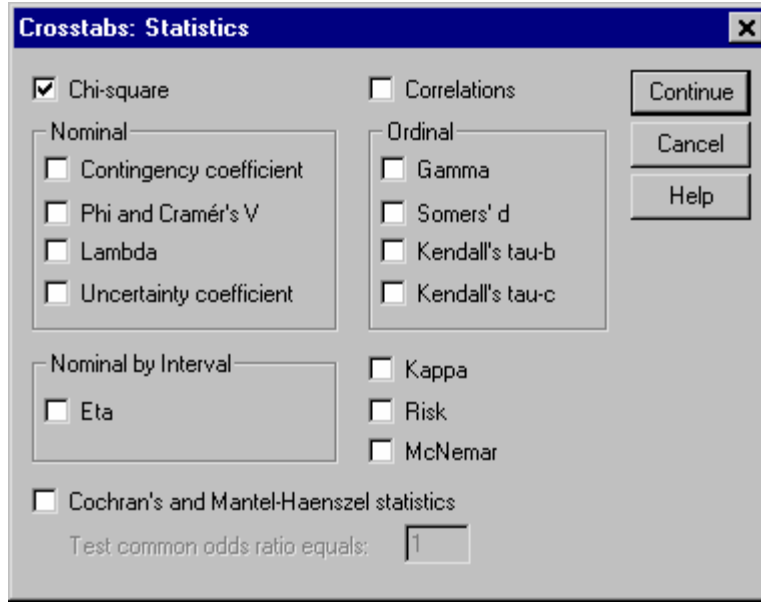 Crosstabs: Statistics
Chi-square
Correlations
Continue
Nominal
Ordinal
Cancel
Contingency coefficient
Gamma
Help
Phi and Cramér's V
Somers' d
Lambda
Kendall's tau-b
Uncertainty coefficient
Kendall's tau-c
Nominal by Interval
Kappa
Eta
Risk
McNemar
Cochran's and Mantel-Haenszel statistics
Test common odds ratio equals: 1